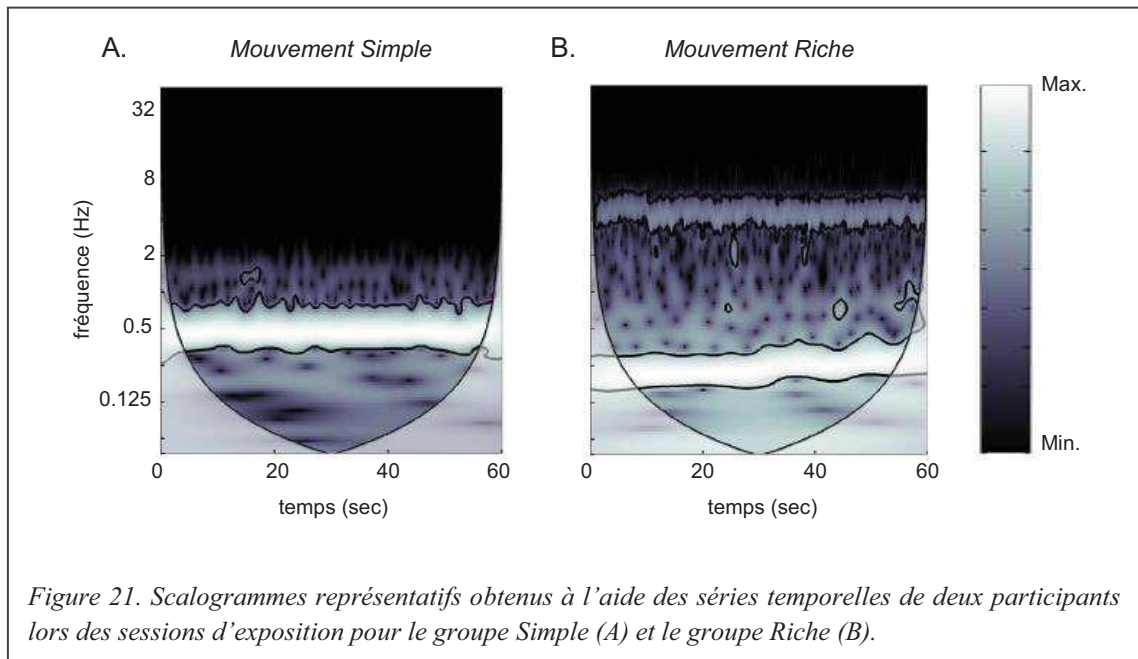 A. Mouvement Simple B. Mouvement Riche
Max.
32
8
2
0.5
0.125
fréquence (Hz)
Min.
0 20 40 60 0 20 40 60
temps (sec) temps (sec)
Figure 21. Scalogrammes représentatifs obtenus à l'aide des séries temporelles de deux participants
lors des sessions d'exposition pour le groupe Simple (A) et le groupe Riche (B).